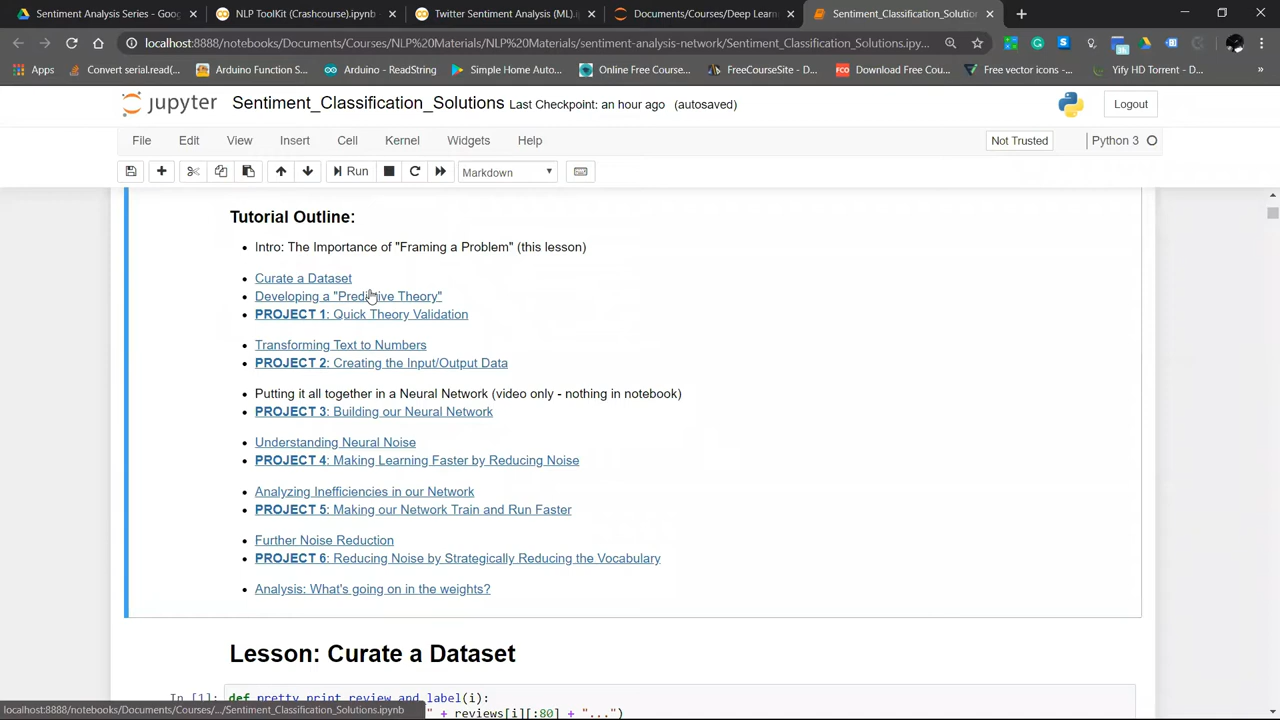 Sentiment Analysis Series - Goog
NLP ToolKit (Crashcourse).ipynb
Twitter Sentiment Analysis (ML).i
Documents/Courses/Deep Learn
Sentiment_Classification_Solution
localhost:8888/notebooks/Documents/Courses/NLP%20Materials/NLP%20Materials/sentiment-analysis-network/Sentiment_Classification_Solutions.ipy...
Apps
Convert serial.read(...
Arduino Function S...
Arduino - ReadString
Simple Home Auto...
Online Free Course...
FreeCourseSite - D...
FCO Download Free Cou...
Free vector icons -...
Yify HD Torrent - D...
»
jupyter Sentiment_Classification_Solutions Last Checkpoint: an hour ago (autosaved)
Logout
File Edit View Insert Cell Kernel Widgets Help
Not Trusted
Python 3
Run
Markdown
Tutorial Outline:
• Intro: The Importance of "Framing a Problem" (this lesson)
• Curate a Dataset
• Developing a "Predictive Theory"
• PROJECT 1: Quick Theory Validation
• Transforming Text to Numbers
• PROJECT 2: Creating the Input/Output Data
• Putting it all together in a Neural Network (video only - nothing in notebook)
• PROJECT 3: Building our Neural Network
• Understanding Neural Noise
• PROJECT 4: Making Learning Faster by Reducing Noise
• Analyzing Inefficiencies in our Network
• PROJECT 5: Making our Network Train and Run Faster
• Further Noise Reduction
• PROJECT 6: Reducing Noise by Strategically Reducing the Vocabulary
• Analysis: What's going on in the weights?
Lesson: Curate a Dataset
In [1]: def pretty_print_review_and_label(i):
" + reviews[i][:80] + "...")
localhost:8888/notebooks/Documents/Courses/.../Sentiment_Classification_Solutions.ipynb